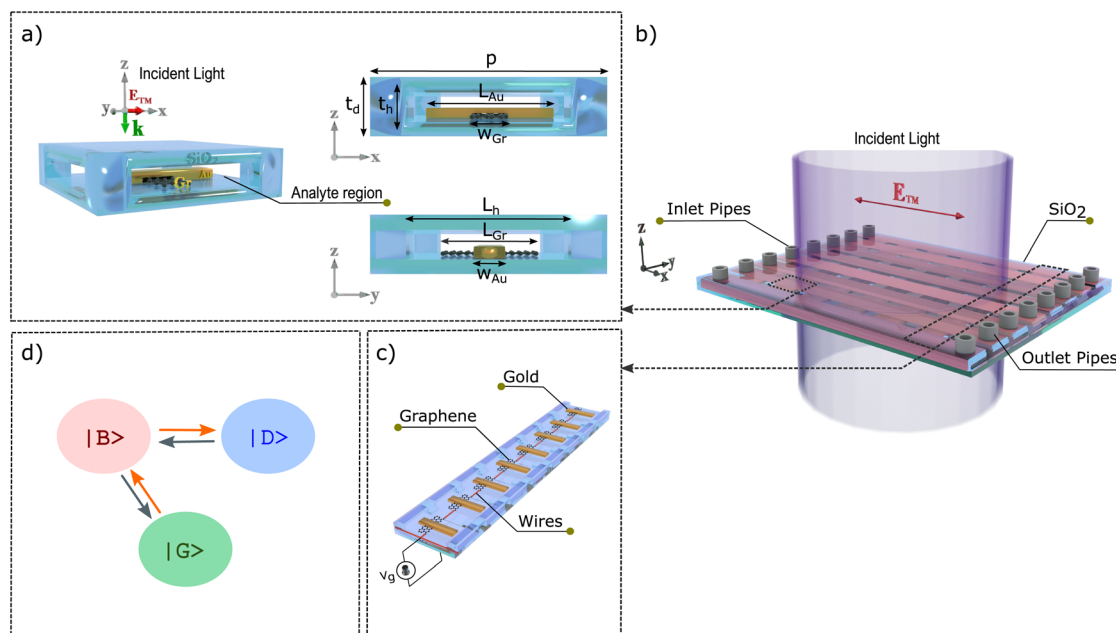 a)
z
Incident Light
y
E_TM
x
k
SiO₂
Au
Gr
Analyte region
p
L_Au
t_d
t_h
w_Gr
z
x
L_h
L_Gr
w_Au
z
y
b)
Incident Light
E_TM
Inlet Pipes
SiO₂
z
y
x
Outlet Pipes
d)
|B>
|D>
|G>
c)
Gold
Graphene
Wires
v_g